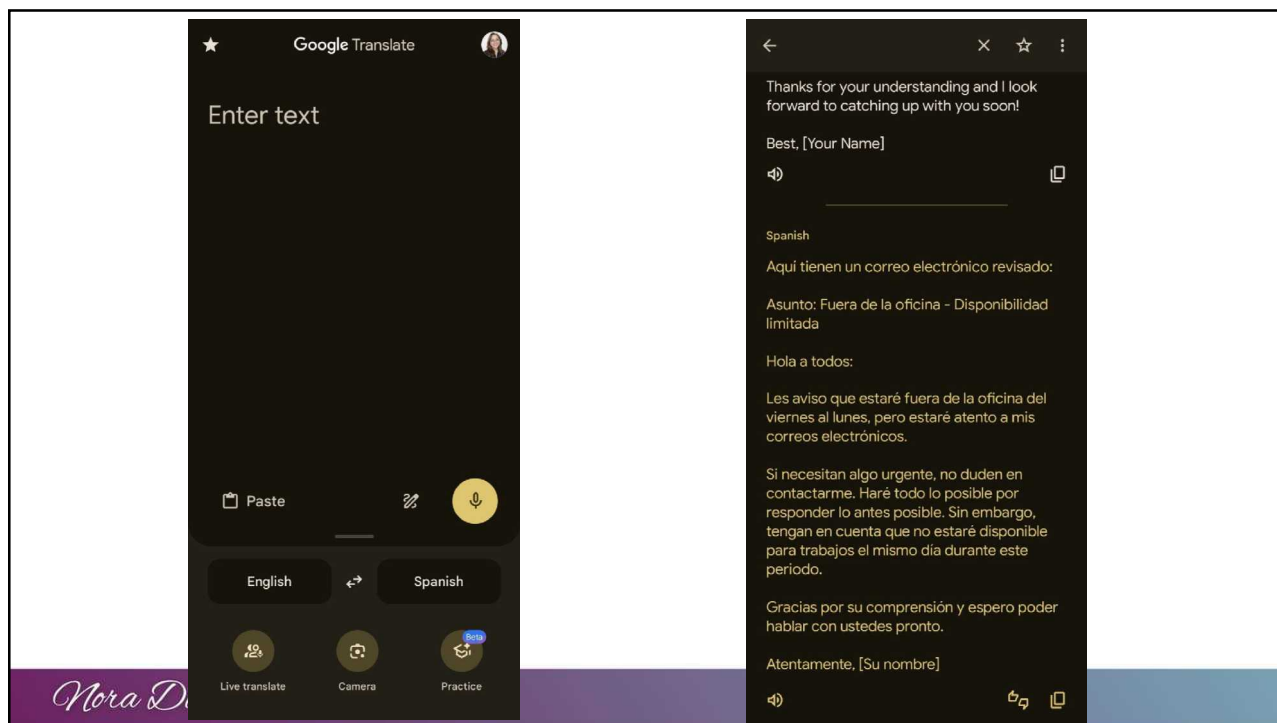 Google Translate
Enter text
Paste
English
Spanish
Beta
Live translate
Camera
Practice
Nora
Thanks for your understanding and I look
forward to catching up with you soon!
Best, [Your Name]
Spanish
Aquí tienen un correo electrónico revisado:
Asunto: Fuera de la oficina - Disponibilidad
limitada
Hola a todos:
Les aviso que estaré fuera de la oficina del
viernes al lunes, pero estaré atento a mis
correos electrónicos.
Si necesitan algo urgente, no duden en
contactarme. Haré todo lo posible por
responder lo antes posible. Sin embargo,
tengan en cuenta que no estaré disponible
para trabajos el mismo día durante este
periodo.
Gracias por su comprensión y espero poder
hablar con ustedes pronto.
Atentamente, [Su nombre]